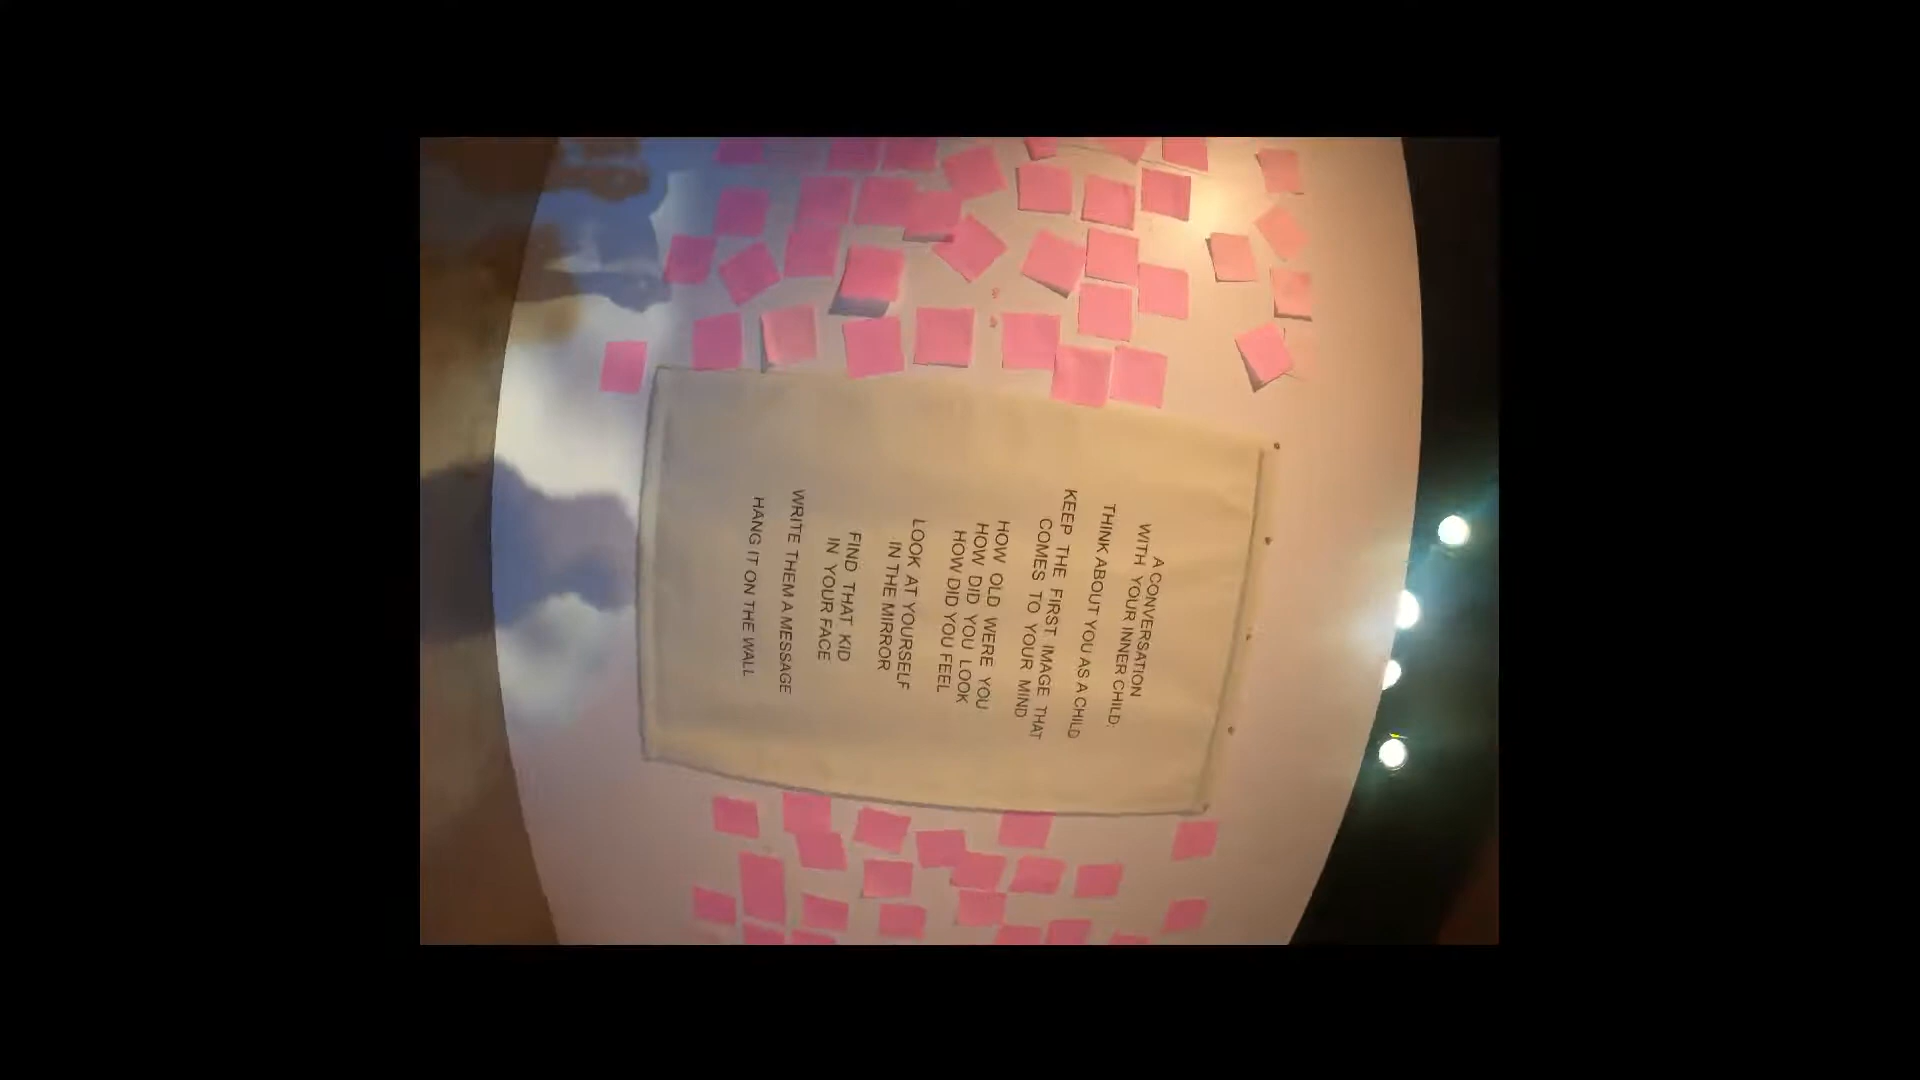 A CONVERSATION
WITH YOUR INNER CHILD:
THINK ABOUT YOU AS A CHILD
KEEP THE FIRST IMAGE THAT
COMES TO YOUR MIND
HOW OLD WERE YOU
HOW DID YOU LOOK
HOW DID YOU FEEL
LOOK AT YOURSELF
IN THE MIRROR
FIND THAT KID
IN YOUR FACE
WRITE THEM A MESSAGE
HANG IT ON THE WALL